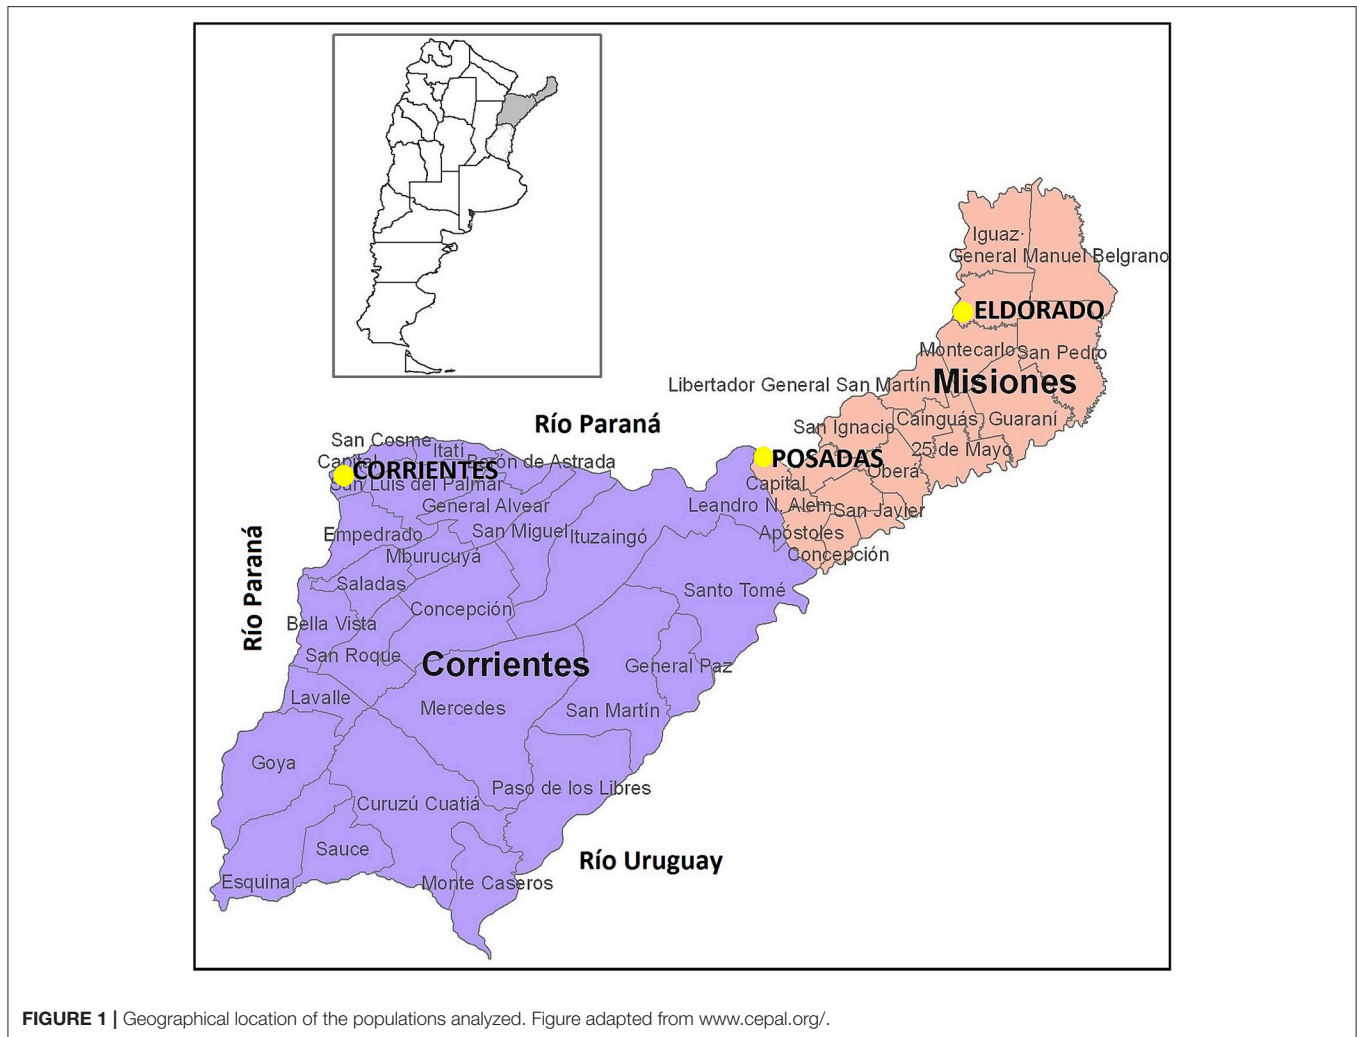 Iguaz·
General Manuel Belgrano
ELDORADO
Montecarlo
San Pedro
Libertador General San Martín
Misiones
Río Paraná
San Ignacio
Cainguás
Guaraní
San Cosme
Itatí
25 de Mayo
Capital
CORRIENTES
Berón de Astrada
POSADAS
Oberá
San Luis del Palmar
Capital
General Alvear
Leandro N. Alem
San Javier
Río Paraná
Empedrado
San Miguel
Ituzaingó
Apóstoles
Mburucuyá
Concepción
Saladas
Santo Tomé
Concepción
Bella Vista
San Roque
Corrientes
General Paz
Lavalle
Mercedes
San Martín
Goya
Paso de los Libres
Curuzú Cuatiá
Sauce
Río Uruguay
Esquina
Monte Caseros
FIGURE 1 | Geographical location of the populations analyzed. Figure adapted from www.cepal.org/.